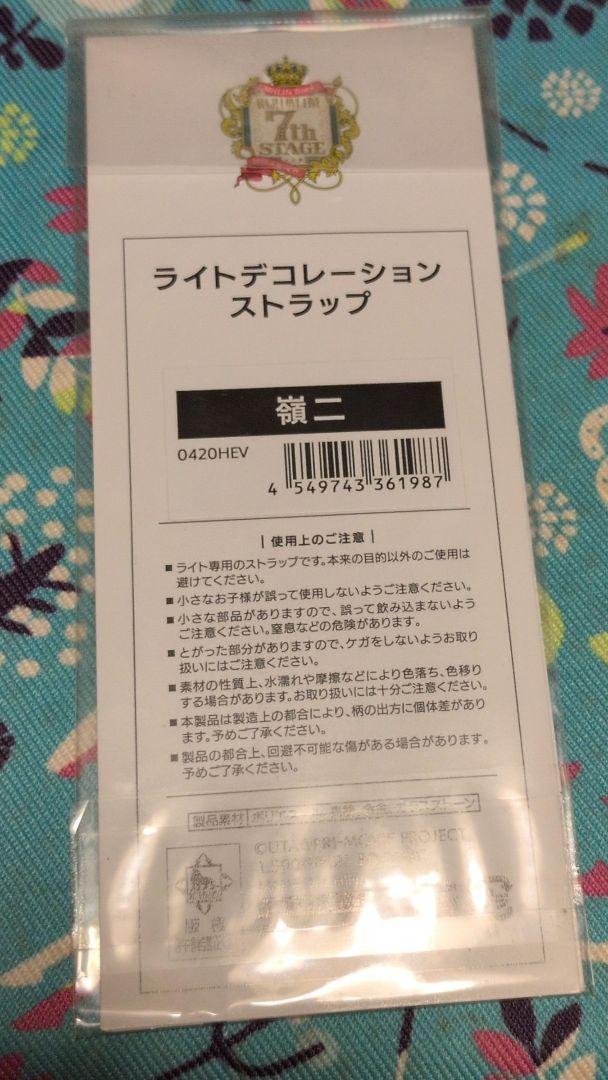 7th
STAGE
ライトデコレーション
ストラップ
嶺二
0420HEV
4 549743 361987
| 使用上のご注意 |
■ ライト専用のストラップです。本来の目的以外のご使用は
避けてください。
■ 小さなお子様が誤って使用しないようご注意ください。
■ 小さな部品がありますので、誤って飲み込まないよう
ご注意ください。窒息などの危険があります。
■ とがった部分がありますので、ケガをしないようお取り
扱いにはご注意ください。
■ 素材の性質上、水濡れや摩擦などにより色落ち、色移り
する場合があります。お取り扱いには十分ご注意ください。
■ 本製品は製造上の都合により、柄の出方に個体差があり
ます。予めご了承ください。
■ 製品の都合上、回避不可能な傷がある場合があります。
予めご了承ください。
製品素材
PROJECT